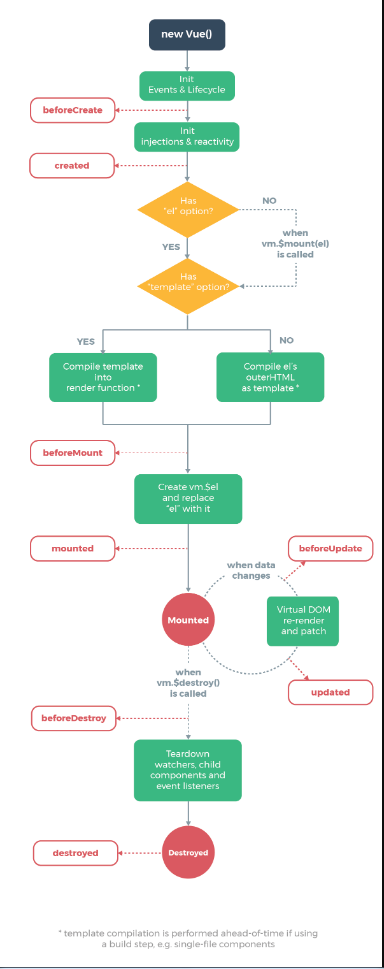 new Vue()
Init
Events & Lifecycle
beforeCreate
Init
injections & reactivity
created
Has
"el" option?
NO
when
vm.$mount(el)
is called
YES
Has
"template" option?
YES
NO
Compile template
into
render function *
Compile el's
outerHTML
as template *
beforeMount
Create vm.$el
and replace
"el" with it
mounted
beforeUpdate
when data
changes
Mounted
Virtual DOM
re-render
and patch
when
vm.$destroy()
is called
updated
beforeDestroy
Teardown
watchers, child
components and
event listeners
destroyed
Destroyed
* template compilation is performed ahead-of-time if using
a build step, e.g. single-file components